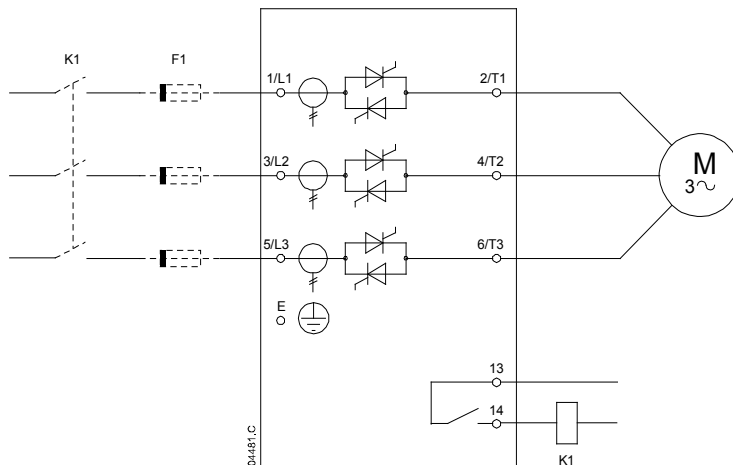 K1
F1
1/L1
2/T1
3/L2
4/T2
M
3~
5/L3
6/T3
E
13
14
K1
04481.C